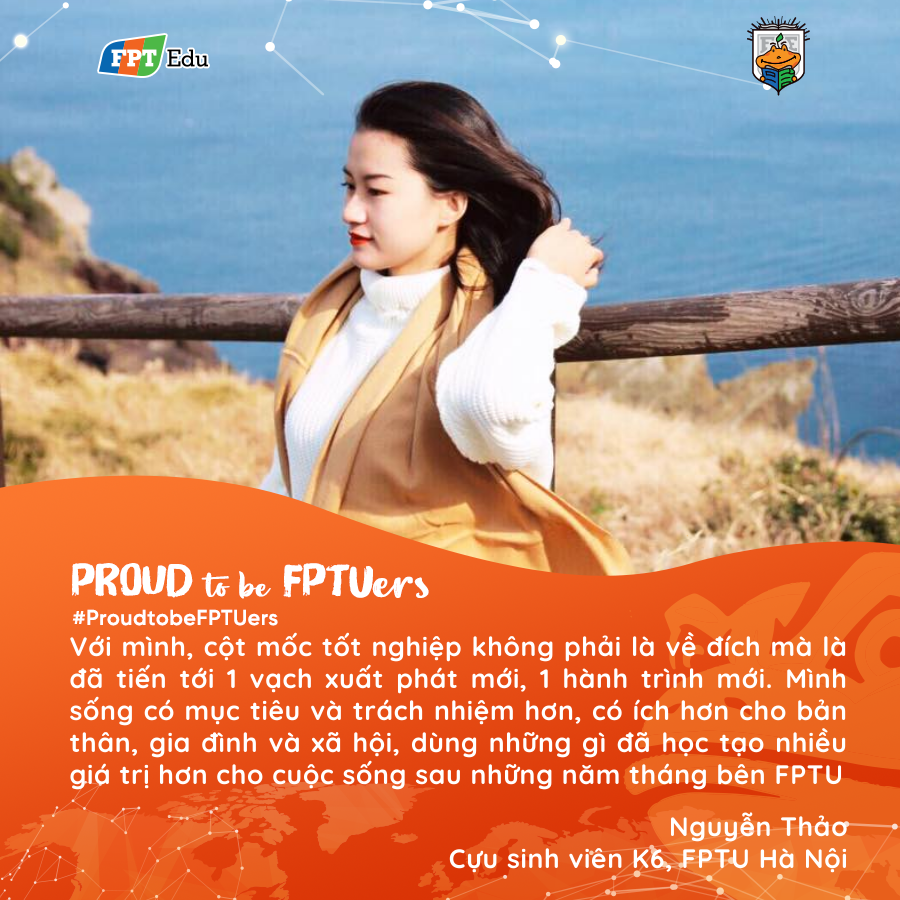 FPT Edu
PROUD to be FPTUers
#ProudtobeFPTUers
Với mình, cột mốc tốt nghiệp không phải là về đích mà là
đã tiến tới 1 vạch xuất phát mới, 1 hành trình mới. Mình
sống có mục tiêu và trách nhiệm hơn, có ích hơn cho bản
thân, gia đình và xã hội, dùng những gì đã học tạo nhiều
giá trị hơn cho cuộc sống sau những năm tháng bên FPTU
Nguyễn Thảo
Cựu sinh viên K6, FPTU Hà Nội